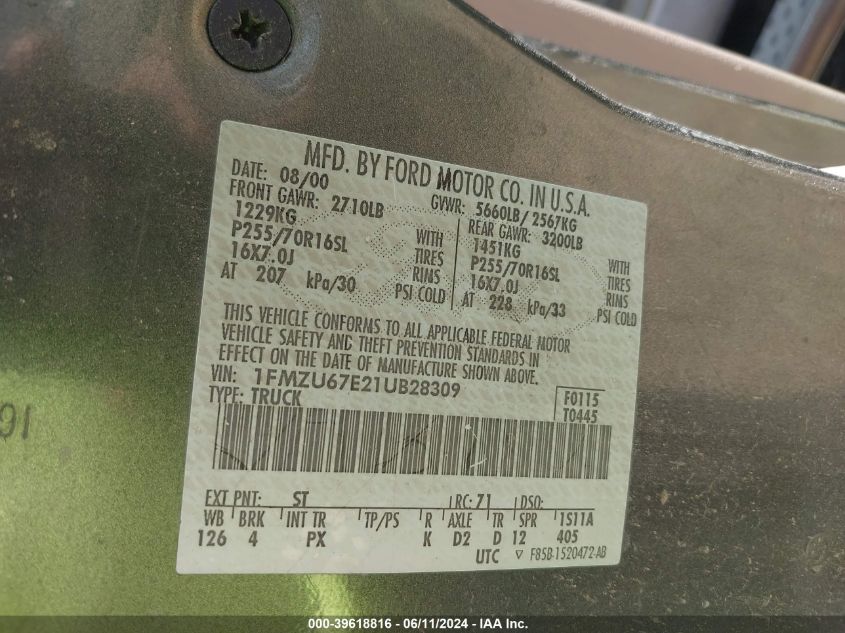 MFD. BY FORD MOTOR CO. IN U.S.A.
DATE: 08/00 GVWR: 5660LB/ 2567KG
FRONT GAWR: 2710LB REAR GAWR: 3200LB
1229KG WITH 1451KG WITH
P255/70R16SL TIRES P255/70R16SL TIRES
16X7.0J RIMS 16X7.0J RIMS
AT 207 kPa/30 PSI COLD AT 228 kPa/33 PSI COLD
THIS VEHICLE CONFORMS TO ALL APPLICABLE FEDERAL MOTOR
VEHICLE SAFETY AND THEFT PREVENTION STANDARDS IN
EFFECT ON THE DATE OF MANUFACTURE SHOWN ABOVE.
VIN: 1FMZU67E21UB28309
TYPE: TRUCK
F0115
T0445
EXT PNT: ST RC: 71 DSO:
WB BRK INT TR TP/PS R AXLE TR SPR 1S11A
126 4 PX K D2 D 12 405
UTC ▽ F85B-1520472-AB
16
000-39618816 - 06/11/2024 - IAA Inc.